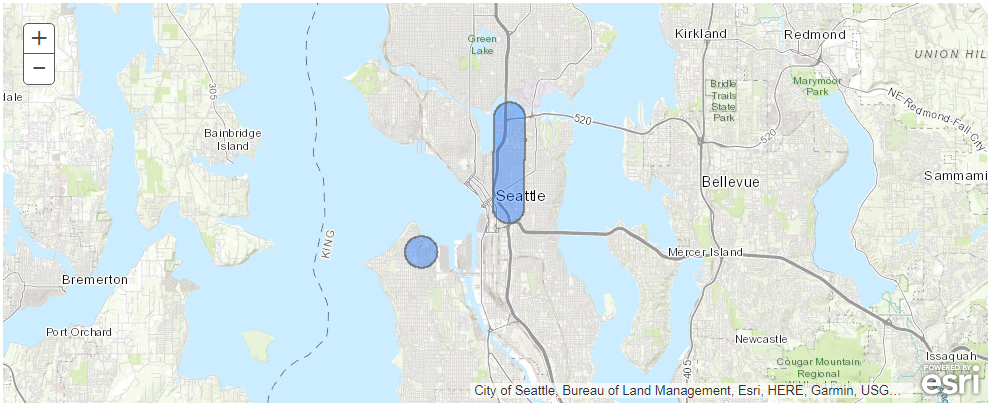 +
−
Green
Lake
Kirkland
Redmond
UNION HIL
dale
305
Bridle
Trails
State
Park
Marymoor
Park
NE-Redmond-Fall-City
520
520
Bainbridge
Island
Sammami
Bellevue
Seattle
KING
Mercer Island
Bremerton
Port Orchard
Newcastle
Issaquah
Cougar Mountain
Regional
405
POWERED BY
esri
City of Seattle, Bureau of Land Management, Esri, HERE, Garmin, USG...